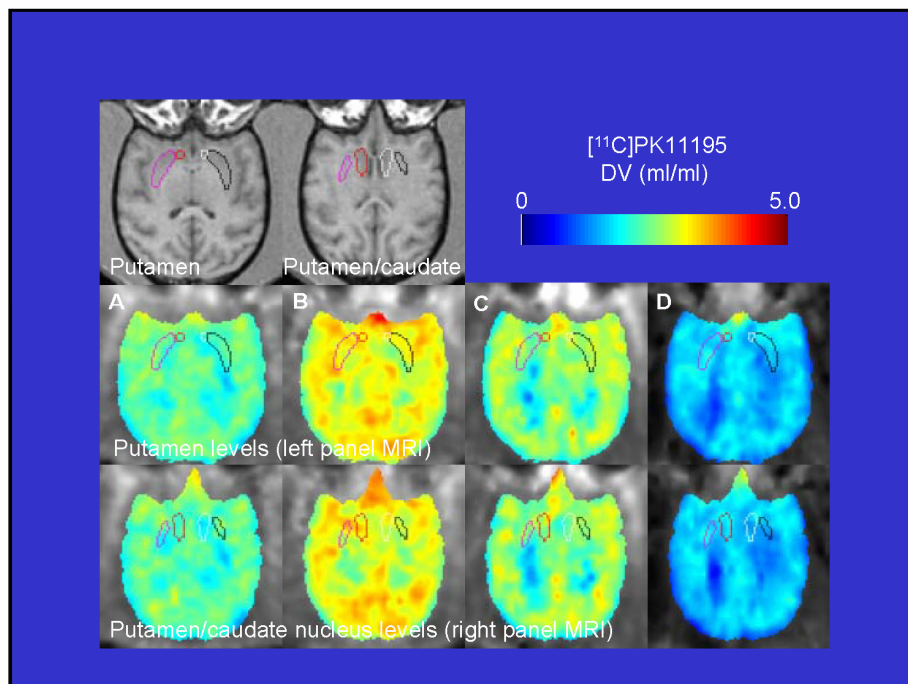 [¹¹C]PK11195
DV (ml/ml)
0 5.0
Putamen
Putamen/caudate
A B C D
Putamen levels (left panel MRI)
Putamen/caudate nucleus levels (right panel MRI)